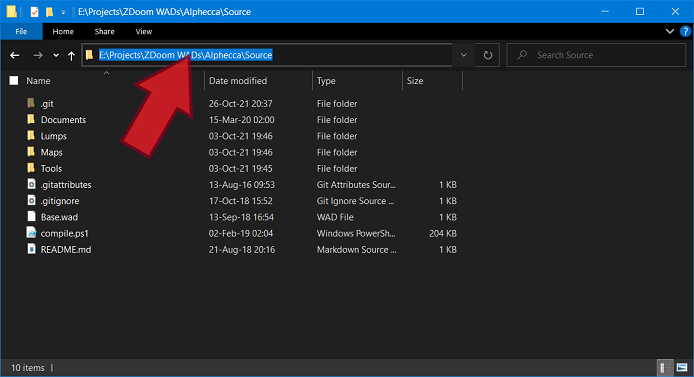 E:\Projects\ZDoom WADs\Alphecca\Source
File Home Share View
E:\Projects\ZDoom WADs\Alphecca\Source Search Source
Name Date modified Type Size
.git 26-Oct-21 20:37 File folder
Documents 15-Mar-20 02:00 File folder
Lumps 03-Oct-21 19:46 File folder
Maps 03-Oct-21 19:46 File folder
Tools 03-Oct-21 19:45 File folder
.gitattributes 13-Aug-16 09:53 Git Attributes Sour... 1 KB
.gitignore 17-Oct-18 15:52 Git Ignore Source ... 1 KB
Base.wad 13-Sep-18 16:54 WAD File 1 KB
compile.ps1 02-Feb-19 02:04 Windows PowerSh... 204 KB
README.md 21-Aug-18 20:16 Markdown Source ... 1 KB
10 items